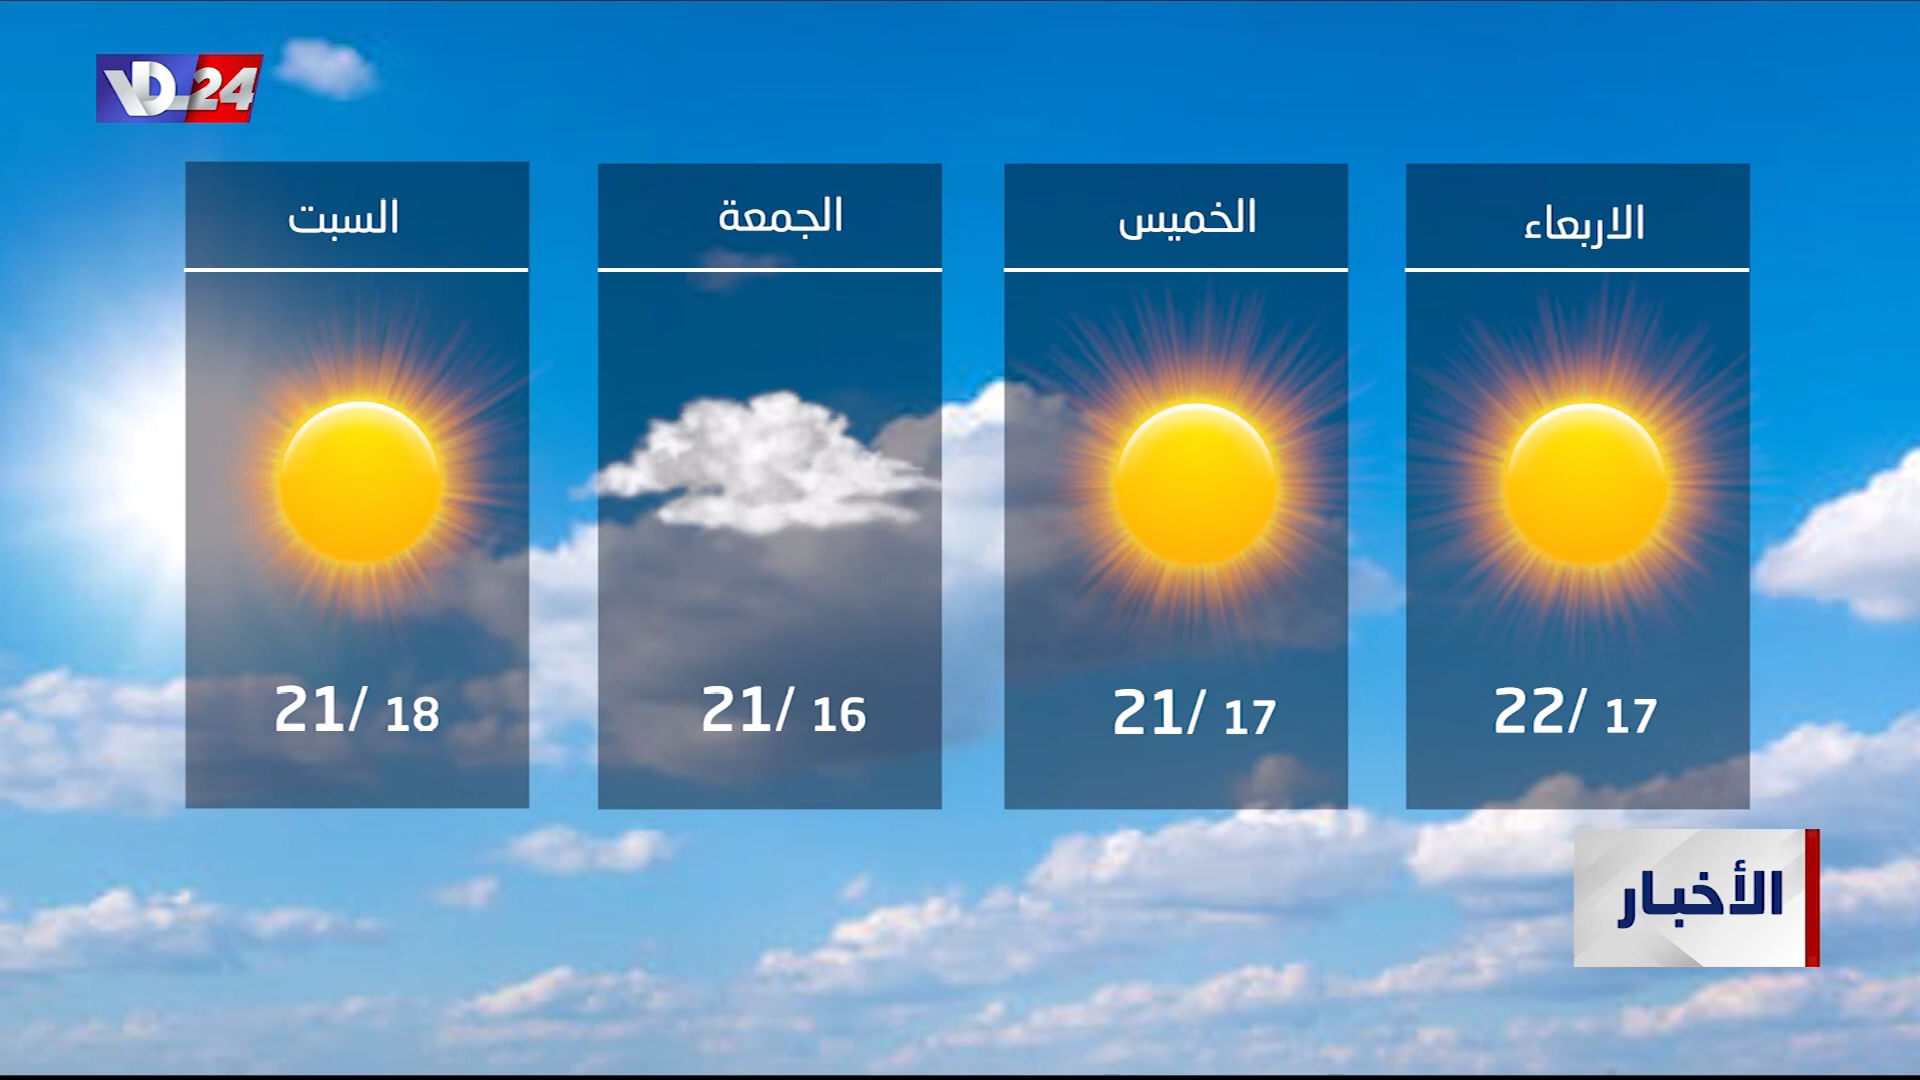 VDL24
الاربعاء
22/ 17
الخميس
21/ 17
الجمعة
21/ 16
السبت
21/ 18
الأخبار